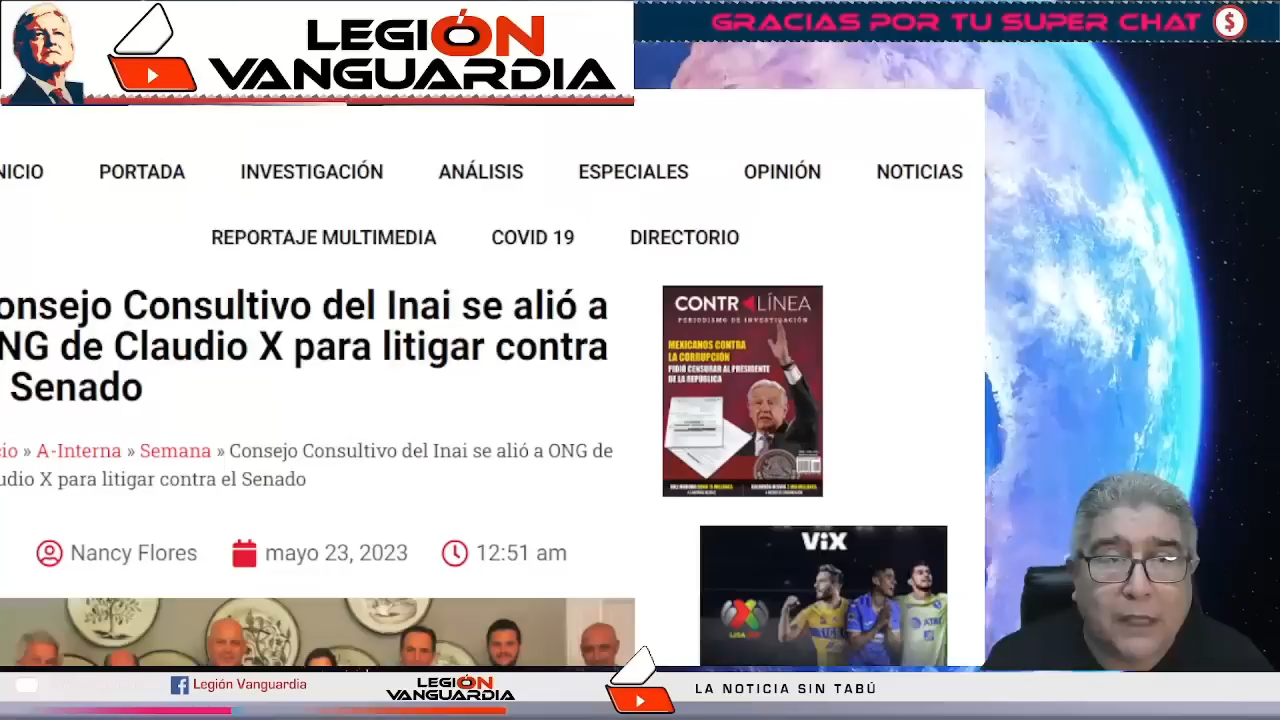 LEGIÓN
VANGUARDIA
GRACIAS POR TU SUPER CHAT
$
NICIO PORTADA INVESTIGACIÓN ANÁLISIS ESPECIALES OPINIÓN NOTICIAS
REPORTAJE MULTIMEDIA COVID 19 DIRECTORIO
onsejo Consultivo del Inai se alió a
NG de Claudio X para litigar contra
Senado
cio » A-Interna » Semana » Consejo Consultivo del Inai se alió a ONG de
udio X para litigar contra el Senado
Nancy Flores mayo 23, 2023 12:51 am
CONTR LÍNEA
PERIODISMO DE INVESTIGACIÓN
MEXICANOS CONTRA
LA CORRUPCIÓN
PIDIÓ CENSURAR AL PRESIDENTE
DE LA REPÚBLICA
ViX
LIGA
Legión Vanguardia
LEGIÓN
VANGUARDIA
LA NOTICIA SIN TABÚ